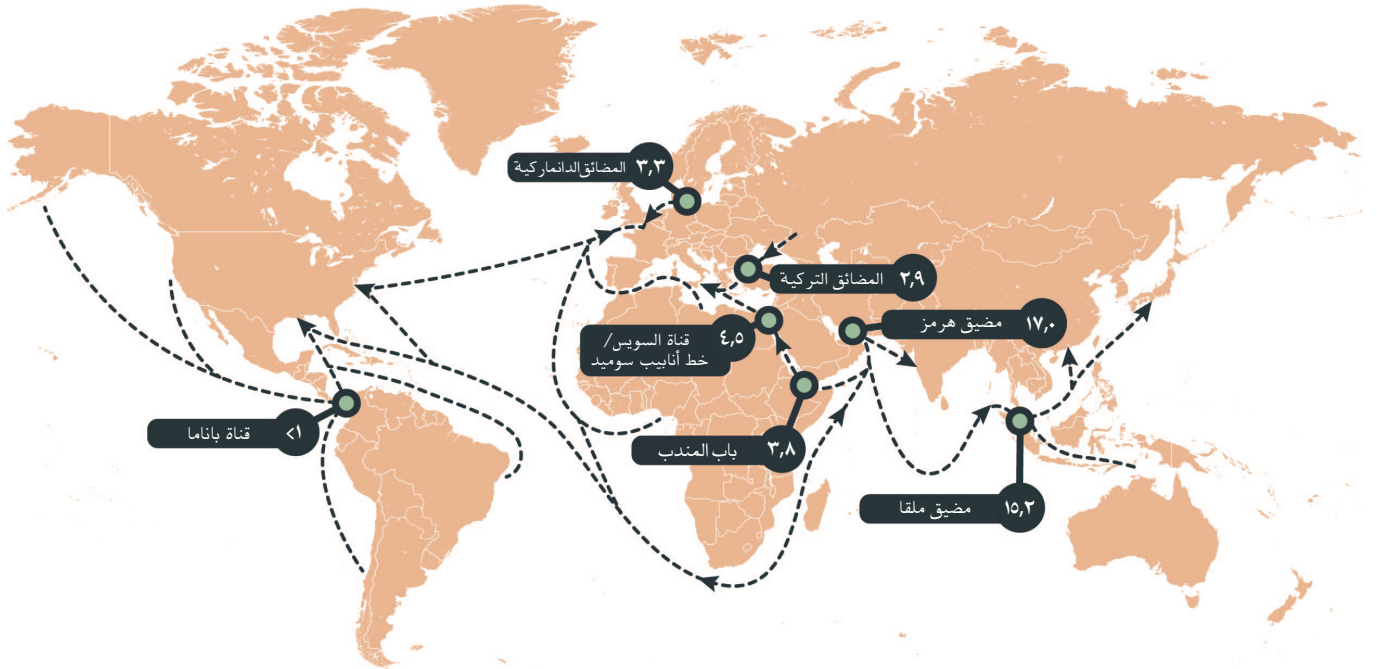 ٣,٣ المضائق الدانماركية
٢,٩ المضائق التركية
١٧,٠ مضيق هرمز
٤,٥ قناة السويس/
خط أنابيب سوميد
<١ قناة باناما
٣,٨ باب المندب
١٥,٢ مضيق ملقا